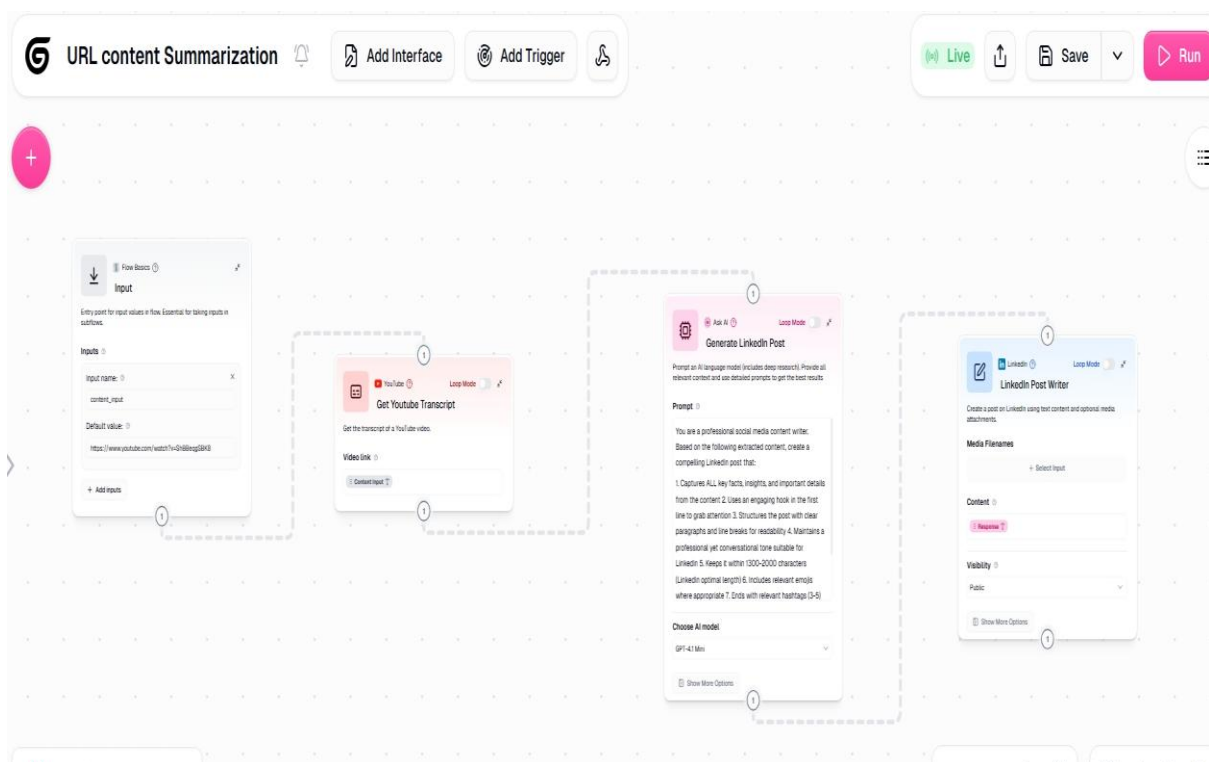 URL content Summarization
Add Interface
Add Trigger
Live
Save
Run
Flow Basics
Input
Entry point for input values in flow. Essential for taking inputs in
subflows.
Inputs
Input name:
content_input
Default value:
+ Add inputs
1
1
YouTube
Loop Mode
Get Youtube Transcript
Get the transcript of a YouTube video.
Video link
Content Input
1
1
Ask AI
Loop Mode
Generate LinkedIn Post
Prompt an AI language model (includes deep research). Provide all
relevant context and use detailed prompts to get the best results
Prompt
You are a professional social media content writer.
Based on the following extracted content, create a
compelling LinkedIn post that:
1. Captures ALL key facts, insights, and important details
from the content 2. Uses an engaging hook in the first
line to grab attention 3. Structures the post with clear
paragraphs and line breaks for readability 4. Maintains a
professional yet conversational tone suitable for
LinkedIn 5. Keeps it within 1300-2000 characters
(LinkedIn optimal length) 6. Includes relevant emojis
where appropriate 7. Ends with relevant hashtags (3-5)
Choose AI model
GPT-4.1 Mini
Show More Options
1
1
LinkedIn
Loop Mode
LinkedIn Post Writer
Create a post on LinkedIn using text content and optional media
attachments.
Media Filenames
+ Select Input
Content
Response
Visibility
Public
Show More Options
1